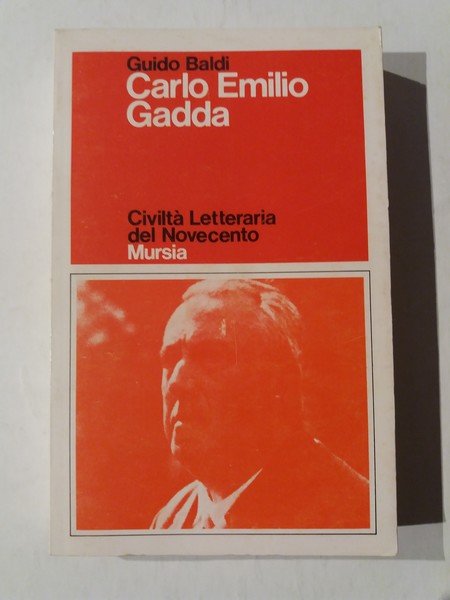 Guido Baldi
Carlo Emilio
Gadda
Civiltà Letteraria
del Novecento
Mursia